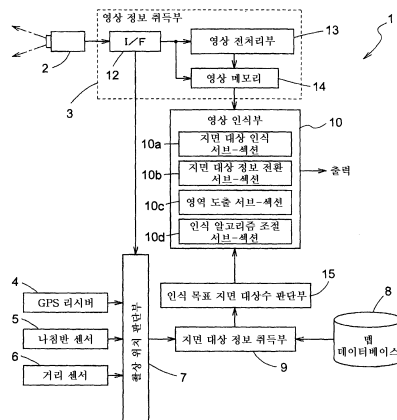 영상 정보 취득부
1
I/F
영상 전처리부
13
2
12
영상 메모리
14
3
영상 인식부
10
10a
지면 대상 인식
서브-섹션
10b
지면 대상 정보 전환
서브-섹션
출력
10c
영역 도출 서브-섹션
10d
인식 알고리즘 조절
서브-섹션
15
인식 목표 지면 대상수 판단부
4
GPS 리시버
8
5
나침반 센서
촬상 위치 판단부
지면 대상 정보 취득부
맵
데이터베이스
6
거리 센서
7
9